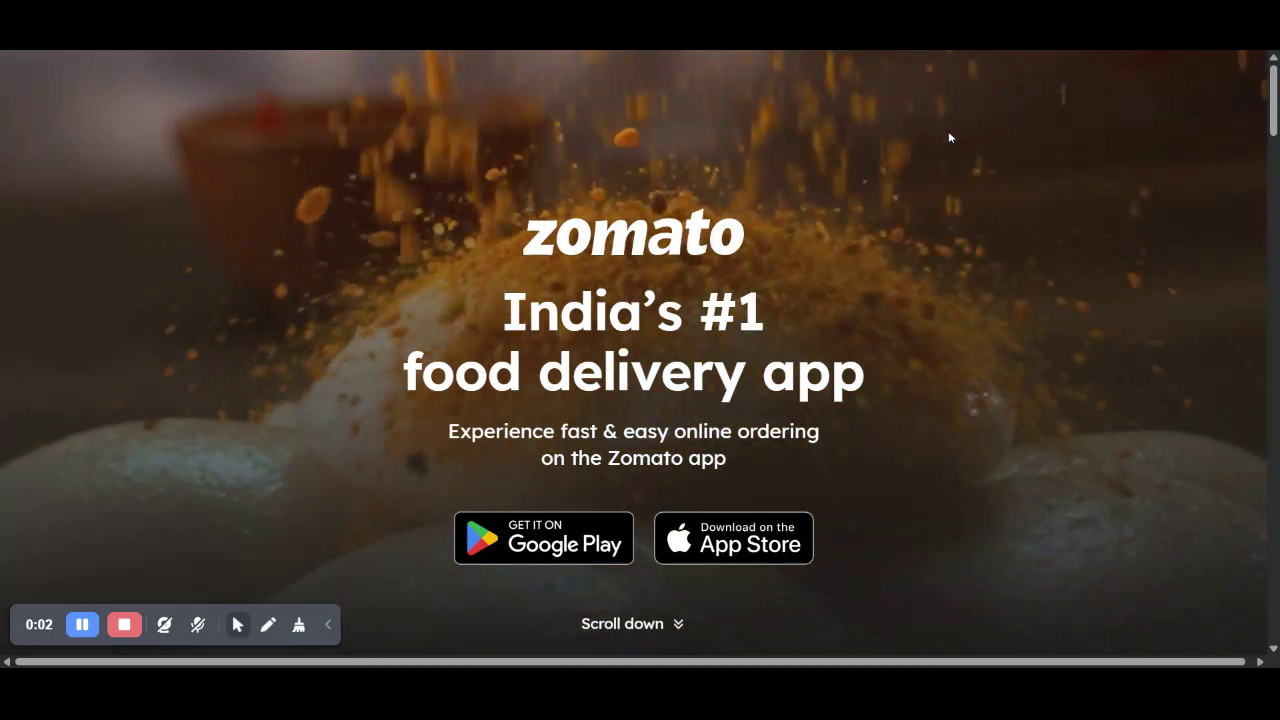 zomato
India’s #1
food delivery app
Experience fast & easy online ordering
on the Zomato app
GET IT ON
Google Play
Download on the
App Store
0:02
Scroll down